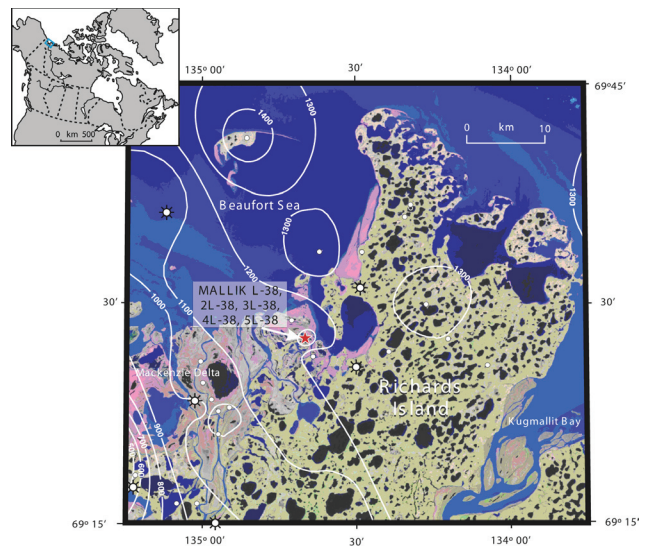 135° 00'
30'
134° 00'
69°45'
0 km 500
1300
1400
0 km 10
Beaufort Sea
1300
1300
1200
1300
MALLIK L-38,
2L-38, 3L-38,
4L-38, 5L-38
1000
1100
30'
30'
Mackenzie Delta
Richards
Island
Kugmallit Bay
900
800
700
600
69° 15'
69° 15'
135° 00'
30'
134° 00'